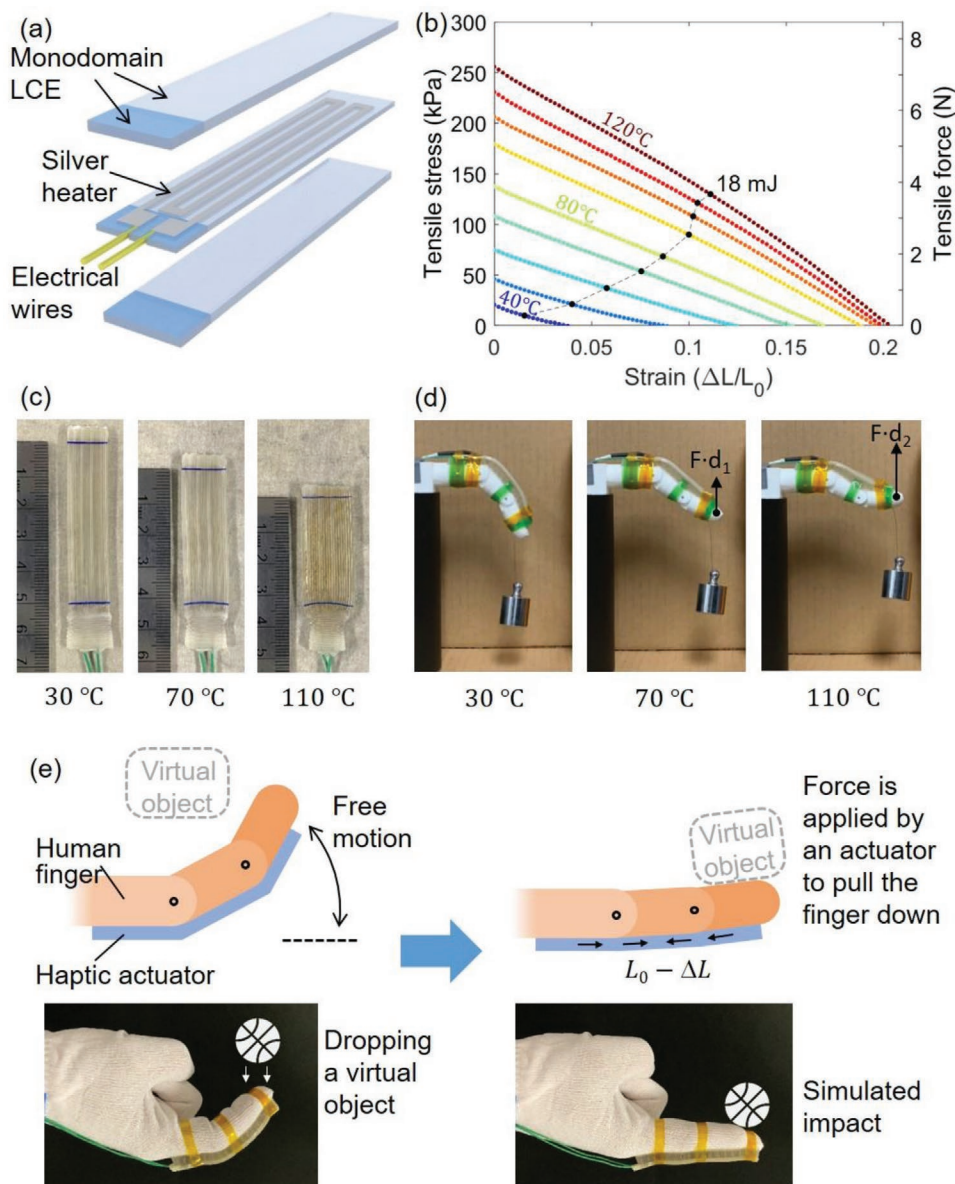 (a)
Monodomain
LCE
Silver
heater
Electrical
wires
(b)
Tensile stress (kPa)
300
250
200
150
100
50
0
120℃
80℃
40℃
18 mJ
8
6
4
2
0
Tensile force (N)
0
0.05
0.1
0.15
0.2
Strain (ΔL/L₀)
(c)
30 °C
70 °C
110 °C
(d)
F·d₁
F·d₂
30 °C
70 °C
110 °C
(e)
Virtual
object
Free
motion
Human
finger
Haptic actuator
Virtual
object
Force is
applied by
an actuator
to pull the
finger down
L₀ − ΔL
Dropping
a virtual
object
Simulated
impact